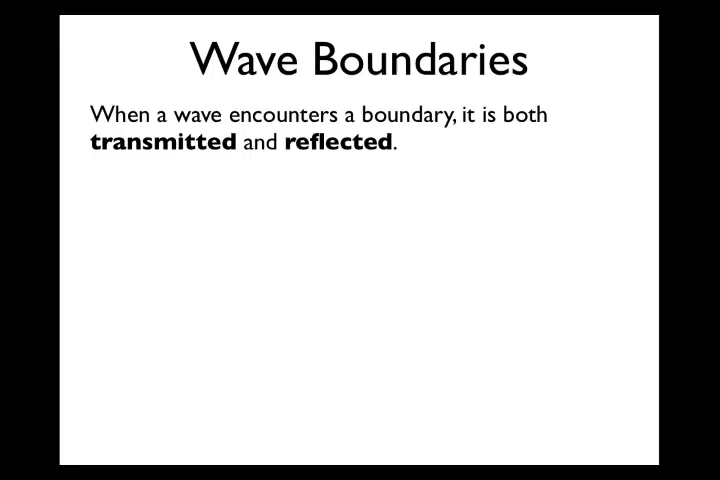 Wave Boundaries
When a wave encounters a boundary, it is both
transmitted and reflected.